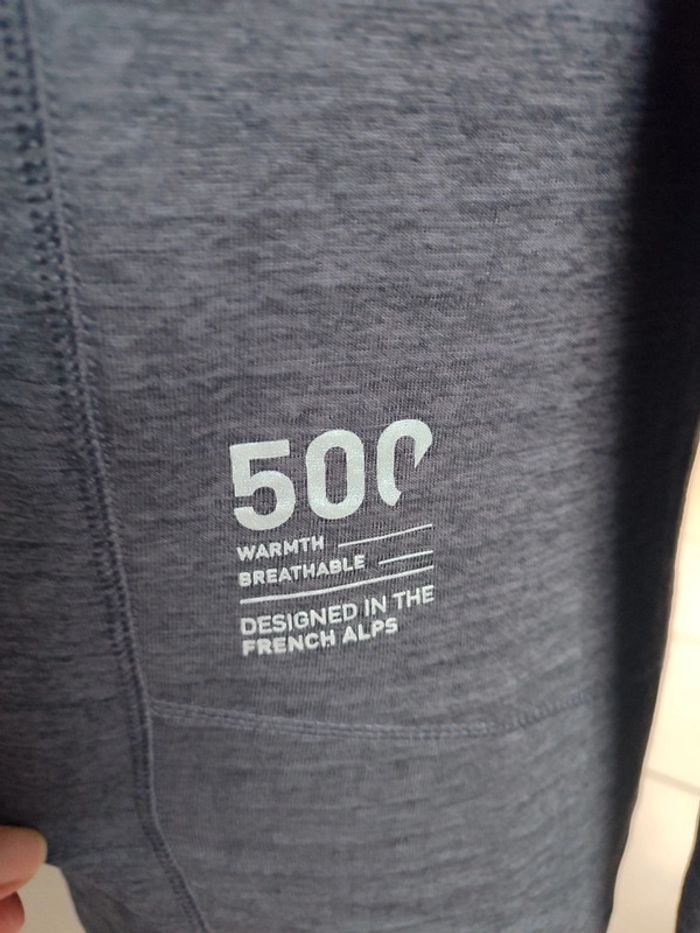 500
WARMTH
BREATHABLE
DESIGNED IN THE
FRENCH ALPS